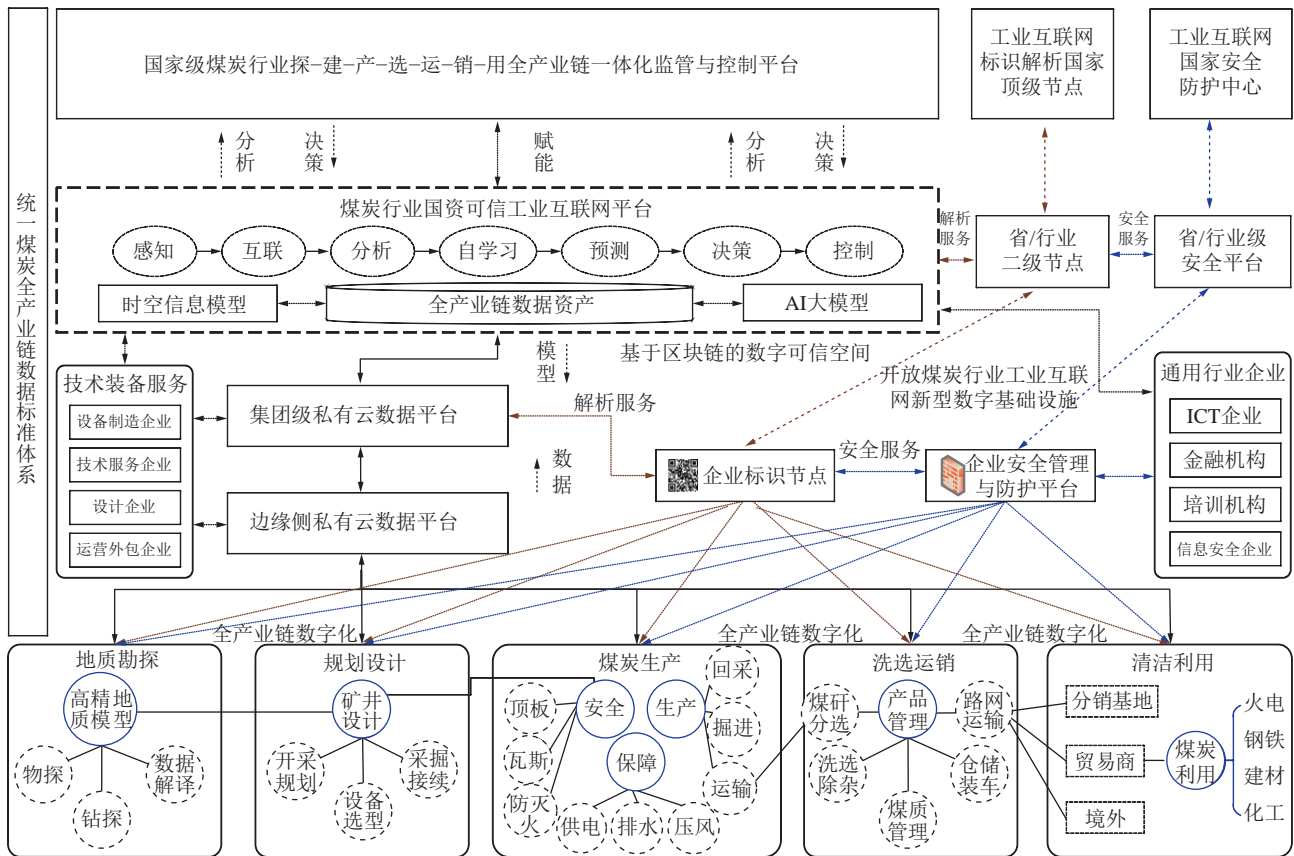 统一煤炭全产业链数据标准体系
国家级煤炭行业探-建-产-选-运-销-用全产业链一体化监管与控制平台
工业互联网
标识解析国家
顶级节点
工业互联网
国家安全
防护中心
分析
决策
赋能
分析
决策
煤炭行业国资可信工业互联网平台
感知
互联
分析
自学习
预测
决策
控制
时空信息模型
全产业链数据资产
AI大模型
解析
服务
省/行业
二级节点
安全
服务
省/行业级
安全平台
模型
基于区块链的数字可信空间
技术装备服务
设备制造企业
技术服务企业
设计企业
运营外包企业
集团级私有云数据平台
边缘侧私有云数据平台
解析服务
数据
开放煤炭行业工业互联
网新型数字基础设施
企业标识节点
安全服务
企业安全管理
与防护平台
通用行业企业
ICT企业
金融机构
培训机构
信息安全企业
全产业链数字化
全产业链数字化
全产业链数字化
地质勘探
高精地
质模型
物探
钻探
数据
解译
规划设计
矿井
设计
开采
规划
设备
选型
采掘
接续
煤炭生产
顶板
瓦斯
防灭
火
安全
生产
保障
供电
排水
压风
回采
掘进
运输
洗选运销
煤矸
分选
产品
管理
路网
运输
洗选
除杂
煤质
管理
仓储
装车
清洁利用
分销基地
贸易商
境外
煤炭
利用
火电
钢铁
建材
化工